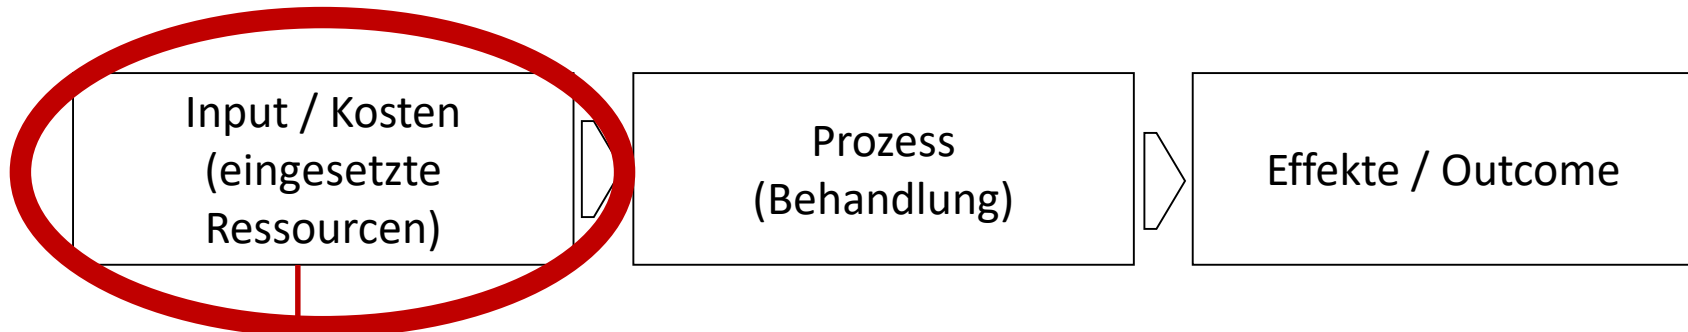 Input / Kosten
(eingesetzte
Ressourcen)
Prozess
(Behandlung)
Effekte / Outcome